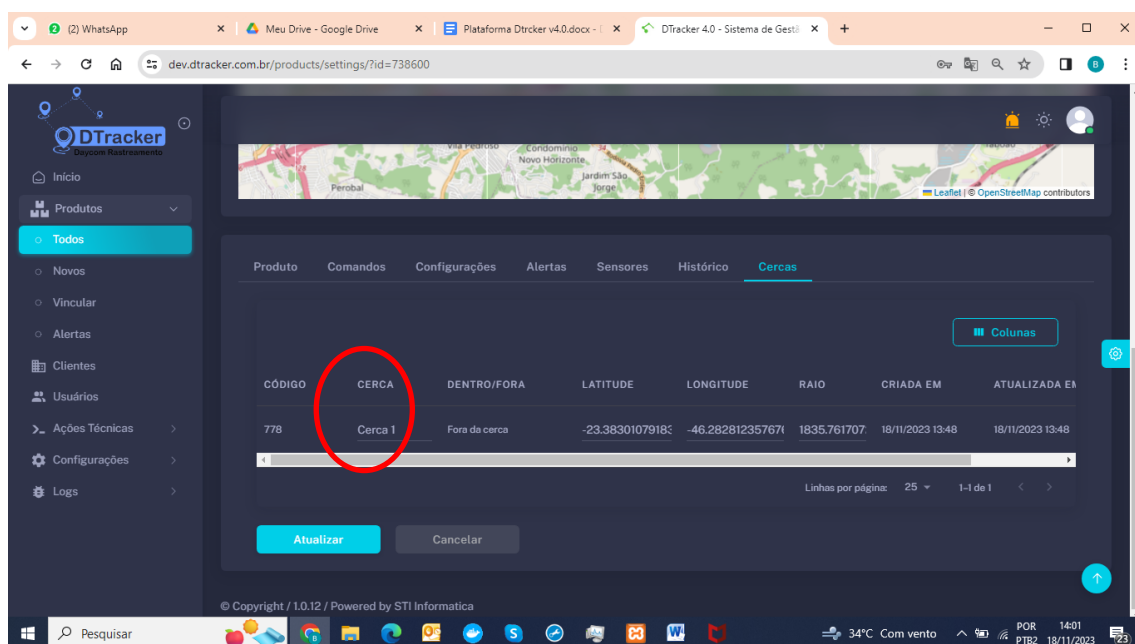 (2) WhatsApp
Meu Drive - Google Drive
Plataforma Dtrcker v4.0.docx -
DTracker 4.0 - Sistema de Gestã
dev.dtracker.com.br/products/settings/?id=738600
B
DTracker
Daycom Rastreamento
Início
Produtos
Todos
Novos
Vincular
Alertas
Clientes
Usuários
Ações Técnicas
Configurações
Logs
Vila Pedroso
Condomínio
Novo Horizonte
Jardim São
Jorge
Perobal
Taboão
Leaflet | © OpenStreetMap contributors
Produto Comandos Configurações Alertas Sensores Histórico Cercas
Colunas
CÓDIGO CERCA DENTRO/FORA LATITUDE LONGITUDE RAIO CRIADA EM ATUALIZADA EM
778 Cerca 1 Fora da cerca -23.38301079183 -46.282812357676 1835.761707 18/11/2023 13:48 18/11/2023 13:48
Linhas por página: 25 1–1 de 1
Atualizar Cancelar
© Copyright / 1.0.12 / Powered by STI Informatica
Pesquisar
34°C Com vento
POR 14:01
PTB2 18/11/2023